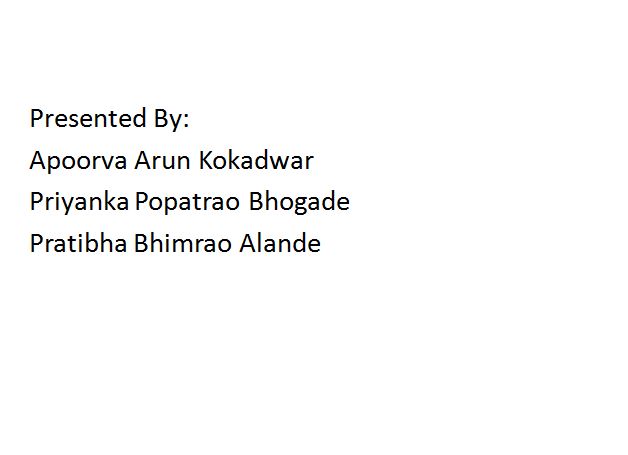 Presented By:
Apoorva Arun Kokadwar
Priyanka Popatrao Bhogade
Pratibha Bhimrao Alande